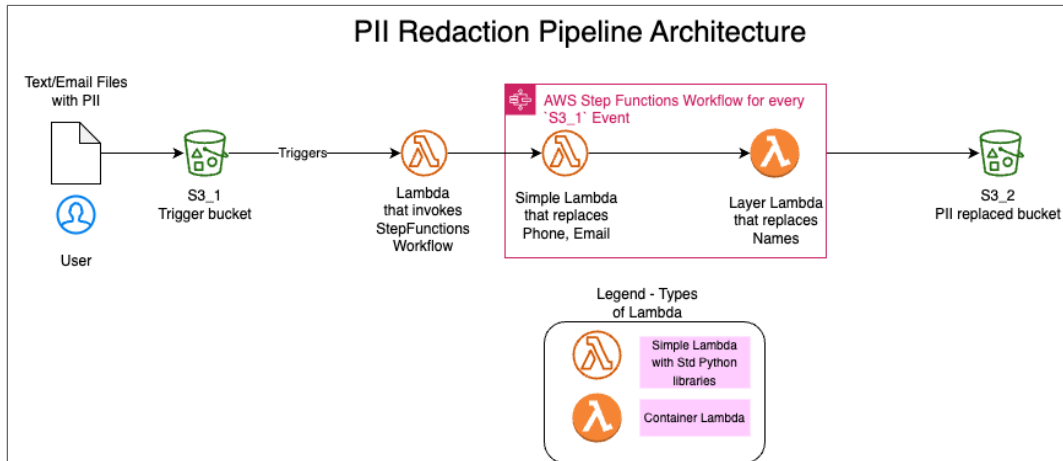 PII Redaction Pipeline Architecture
Text/Email Files
with PII
User
S3_1
Trigger bucket
Triggers
Lambda
that invokes
StepFunctions
Workflow
AWS Step Functions Workflow for every
`S3_1` Event
Simple Lambda
that replaces
Phone, Email
Layer Lambda
that replaces
Names
S3_2
PII replaced bucket
Legend - Types
of Lambda
Simple Lambda
with Std Python
libraries
Container Lambda